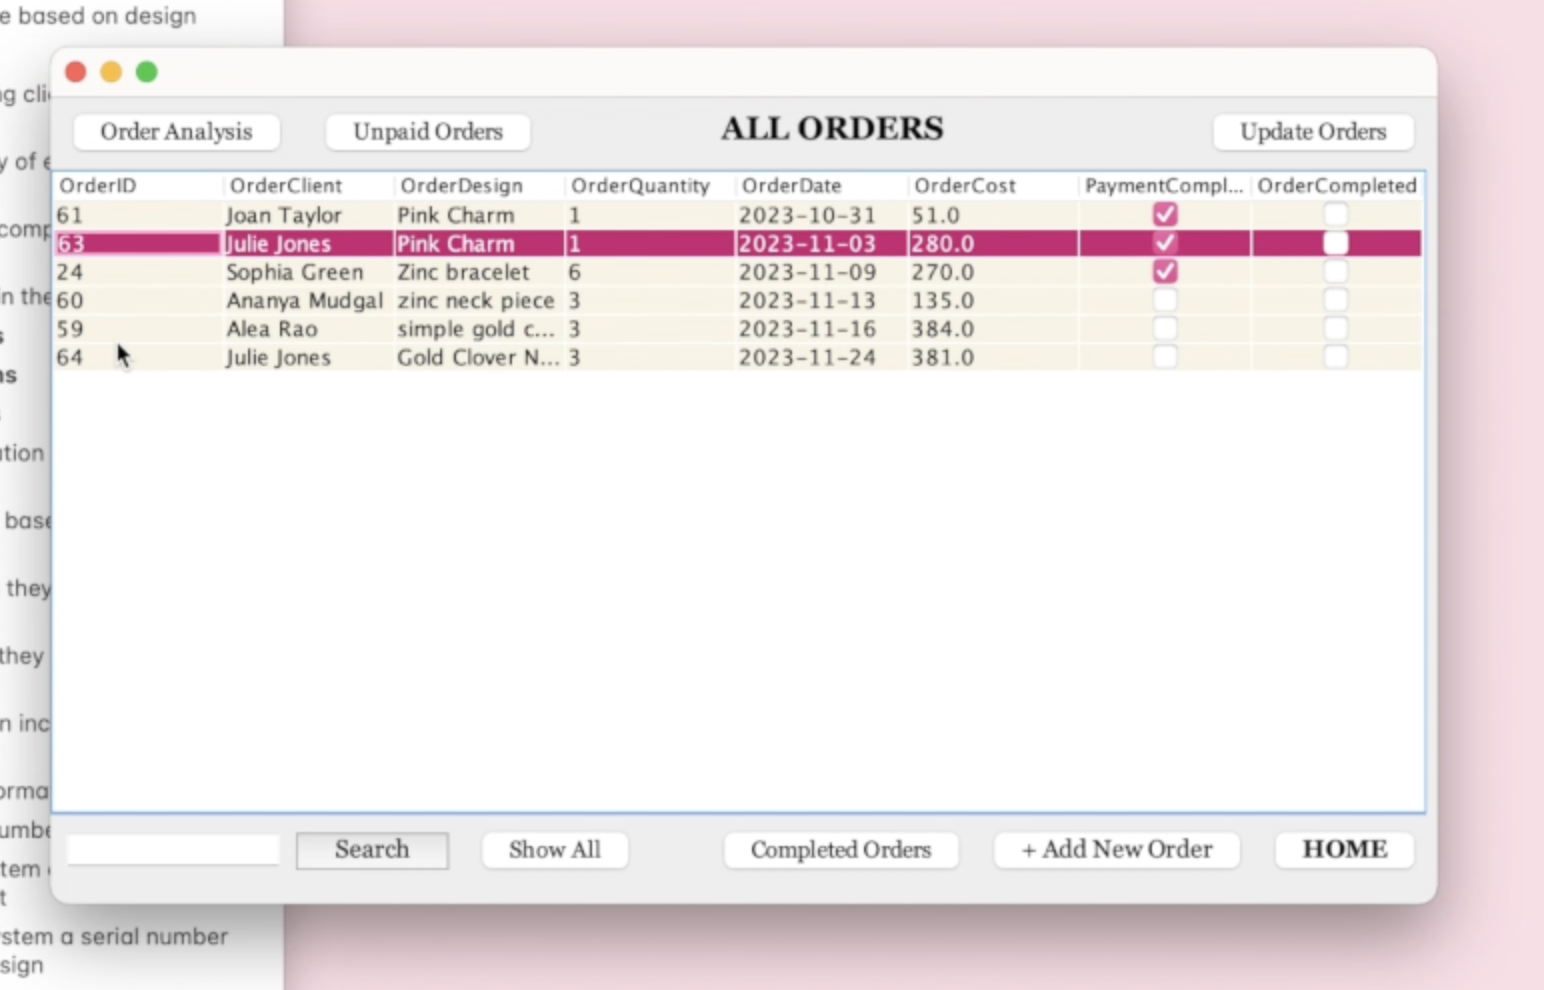 e based on design
ng cli
Order Analysis Unpaid Orders ALL ORDERS Update Orders
y of e
OrderID OrderClient OrderDesign OrderQuantity OrderDate OrderCost PaymentCompl... OrderCompleted
61 Joan Taylor Pink Charm 1 2023-10-31 51.0
comp
63 Julie Jones Pink Charm 1 2023-11-03 280.0
24 Sophia Green Zinc bracelet 6 2023-11-09 270.0
in the
60 Ananya Mudgal zinc neck piece 3 2023-11-13 135.0
s
59 Alea Rao simple gold c... 3 2023-11-16 384.0
64 Julie Jones Gold Clover N... 3 2023-11-24 381.0
ns
ation
base
they
they
n inc
orma
umbe
Search Show All Completed Orders + Add New Order HOME
tem
t
stem a serial number
sign